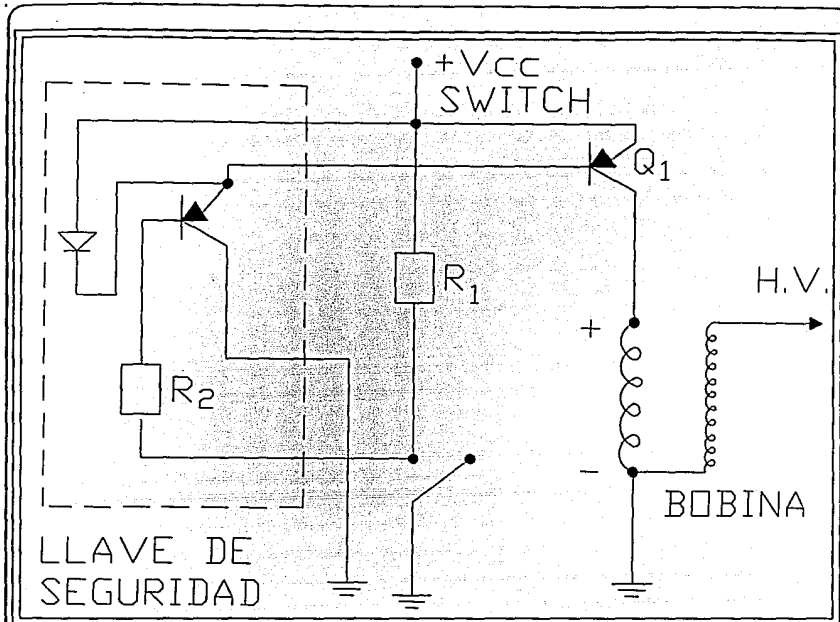 +Vcc
SWITCH
Q1
R1
H.V.
+
R2
-
BOBINA
LLAVE DE
SEGURIDAD